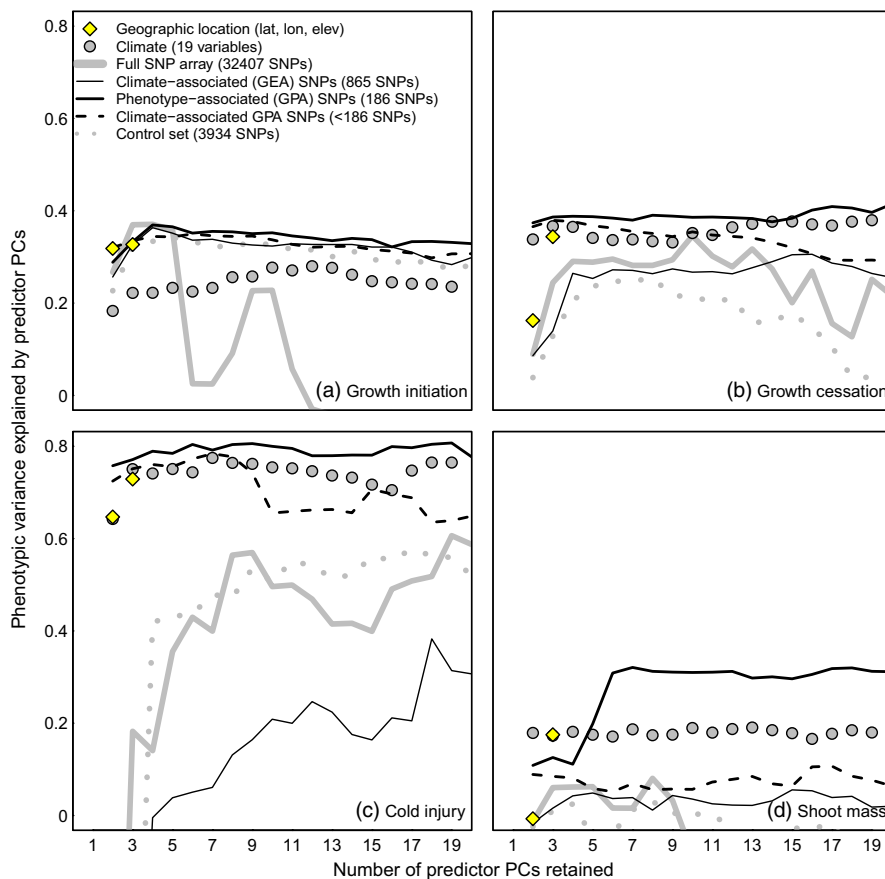 0.8
0.6
0.4
0.2
0
Geographic location (lat, lon, elev)
Climate (19 variables)
Full SNP array (32407 SNPs)
Climate−associated (GEA) SNPs (865 SNPs)
Phenotype−associated (GPA) SNPs (186 SNPs)
Climate−associated GPA SNPs (<186 SNPs)
Control set (3934 SNPs)
(a) Growth initiation
(b) Growth cessation
0.8
0.6
0.4
0.2
0
(c) Cold injury
(d) Shoot mass
Phenotypic variance explained by predictor PCs
1 3 5 7 9 11 13 15 17 19
1 3 5 7 9 11 13 15 17 19
Number of predictor PCs retained